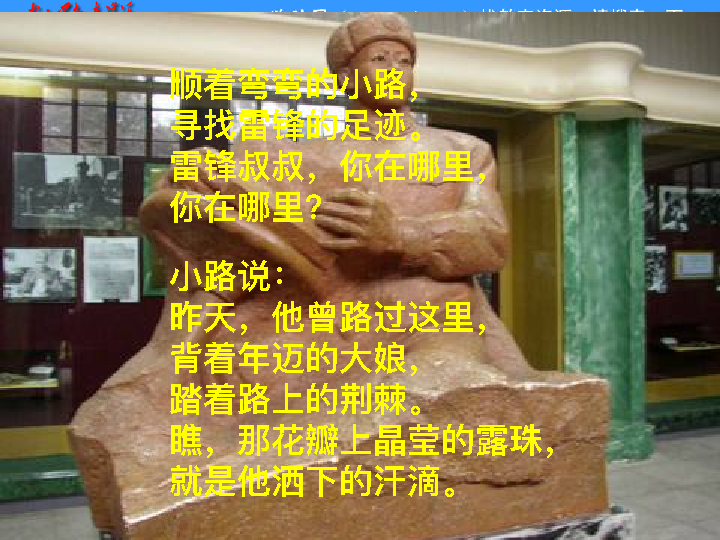 顺着弯弯的小路，
寻找雷锋的足迹。
雷锋叔叔，你在哪里，
你在哪里？
小路说：
昨天，他曾路过这里，
背着年迈的大娘，
踏着路上的荆棘。
瞧，那花瓣上晶莹的露珠，
就是他洒下的汗滴。